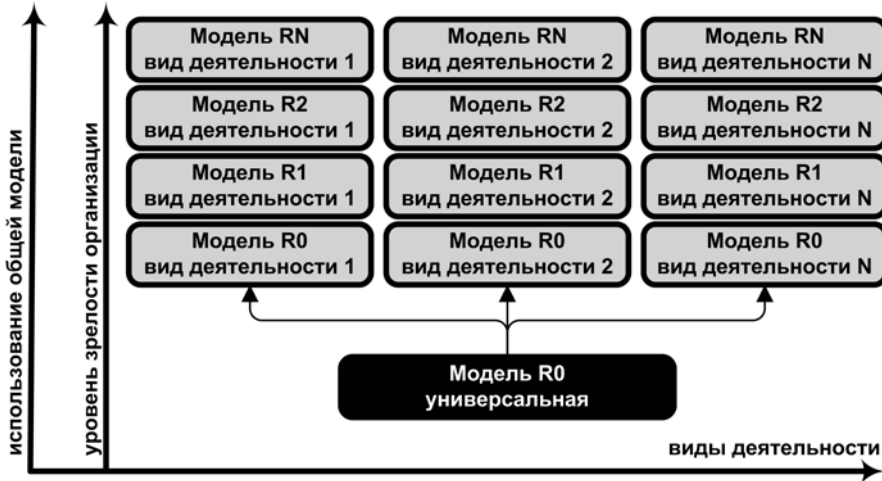 Модель RN
вид деятельности 1
Модель RN
вид деятельности 2
Модель RN
вид деятельности N
Модель R2
вид деятельности 1
Модель R2
вид деятельности 2
Модель R2
вид деятельности N
Модель R1
вид деятельности 1
Модель R1
вид деятельности 2
Модель R1
вид деятельности N
Модель R0
вид деятельности 1
Модель R0
вид деятельности 2
Модель R0
вид деятельности N
Модель R0
универсальная
использование общей модели
уровень зрелости организации
виды деятельности